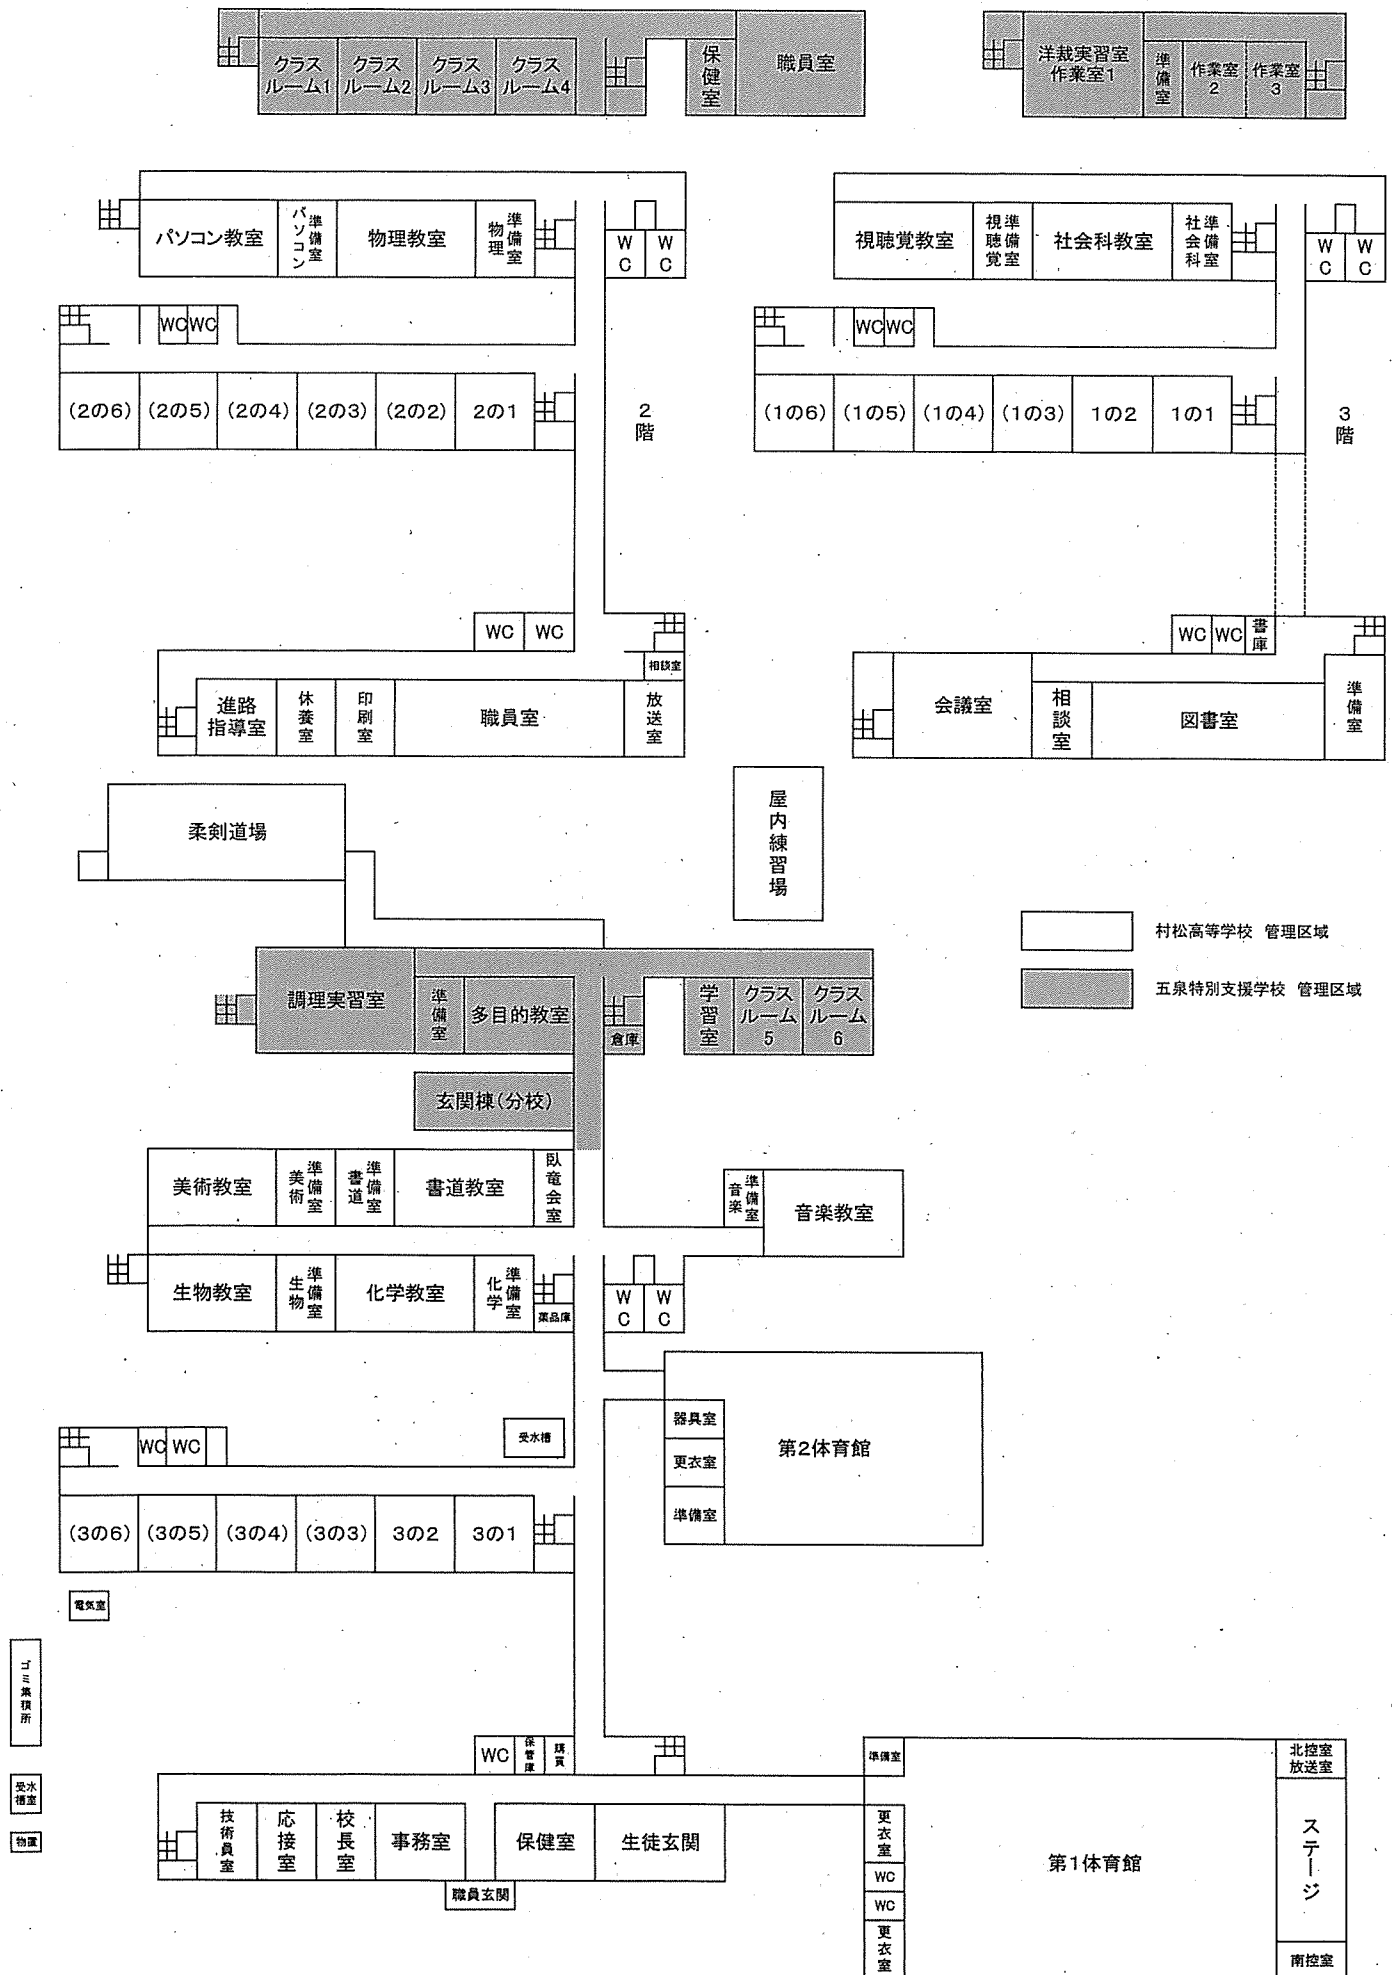 クラス
ルーム1
クラス
ルーム2
クラス
ルーム3
クラス
ルーム4
保健室
職員室
洋裁実習室
作業室1
準備室
作業室
2
作業室
3
パソコン教室
パソコン
準備室
物理教室
物理
準備室
WC
WC
視聴覚教室
視聴覚
準備室
社会科教室
社会科
準備室
WC
WC
WC
WC
(2の6)
(2の5)
(2の4)
(2の3)
(2の2)
2の1
2階
WC
WC
(1の6)
(1の5)
(1の4)
(1の3)
1の2
1の1
3階
WC
WC
相談室
進路
指導室
休養室
印刷室
職員室
放送室
WC
WC
書庫
会議室
相談室
図書室
準備室
柔剣道場
屋内練習場
村松高等学校 管理区域
五泉特別支援学校 管理区域
調理実習室
準備室
多目的教室
倉庫
学習室
クラス
ルーム
5
クラス
ルーム
6
玄関棟(分校)
美術教室
美術
準備室
書道
準備室
書道教室
臥竜会室
音楽
準備室
音楽教室
生物教室
生物
準備室
化学教室
化学
準備室
薬品庫
WC
WC
WC
WC
受水槽
器具室
更衣室
準備室
第2体育館
(3の6)
(3の5)
(3の4)
(3の3)
3の2
3の1
電気室
ゴミ集積所
受水
槽室
物置
WC
保管庫
購買
技術員室
応接室
校長室
事務室
保健室
生徒玄関
職員玄関
準備室
更衣室
WC
WC
更衣室
第1体育館
北控室
放送室
ステージ
南控室